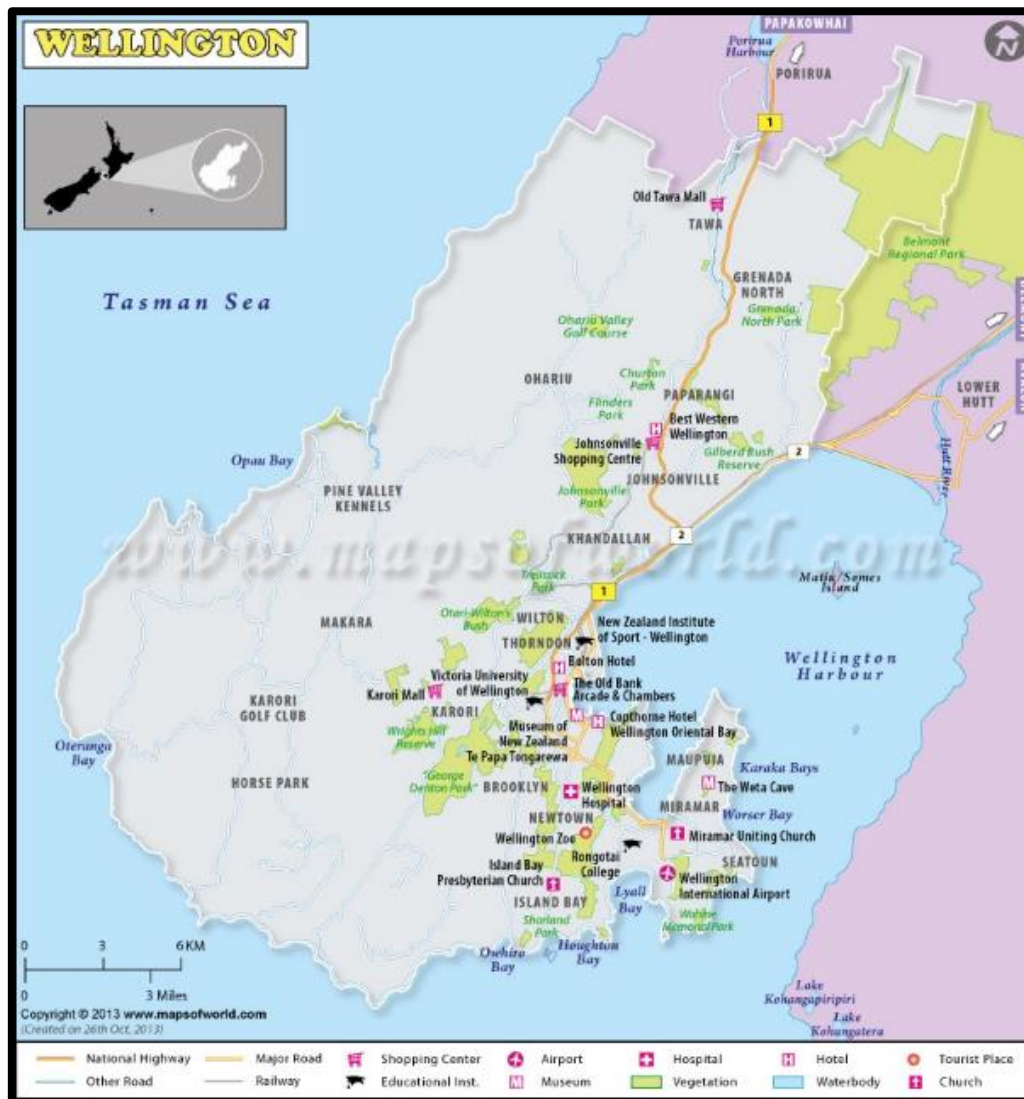 WELLINGTON
PAPAKOWHAI
Porirua
Harbour
N
PORIRUA
1
Old Tawa Mall
TAWA
Belmont
Regional Park
GRENADA
NORTH
Grenada
North Park
Tasman Sea
Ohariu Valley
Golf Course
OHARIU
Churton
Park
PAPARANGI
Flinders
Park
LOWER
HUTT
Best Western
Wellington
Johnsonville
Shopping Centre
Gilberd Bush
Reserve
2
Hutt River
Opau Bay
JOHNSONVILLE
Johnsonville
Park
PINE VALLEY
KENNELS
KHANDALLAH
2
www.mapsofworld.com
Trelissick
Park
Matiu/Somes
Island
1
Otari-Wilton's
Bush
WILTON
MAKARA
New Zealand Institute
of Sport - Wellington
THORNDON
Bolton Hotel
Wellington
Harbour
Victoria University
of Wellington
Karori Mall
The Old Bank
Arcade & Chambers
KARORI
GOLF CLUB
KARORI
Wrights Hill
Reserve
Museum of
New Zealand
Te Papa Tongarewa
Copthorne Hotel
Wellington Oriental Bay
Oteranga
Bay
MAUPUIA
Karaka Bays
HORSE PARK
"George
Denton Park"
BROOKLYN
Wellington
Hospital
The Weta Cave
MIRAMAR
Worser Bay
NEWTOWN
Wellington Zoo
Miramar Uniting Church
Rongotai
College
SEATOUN
Island Bay
Presbyterian Church
Wellington
International Airport
ISLAND BAY
Lyall
Bay
Shorland
Park
Wahine
Memorial Park
Houghton
Bay
Owhiro
Bay
0 3 6 KM
0 3 Miles
Lake
Kohangapiripiri
Lake
Kohangatera
Copyright © 2013 www.mapsofworld.com
(Created on 26th Oct, 2013)
National Highway Major Road Shopping Center Airport Hospital Hotel Tourist Place
Other Road Railway Educational Inst. Museum Vegetation Waterbody Church